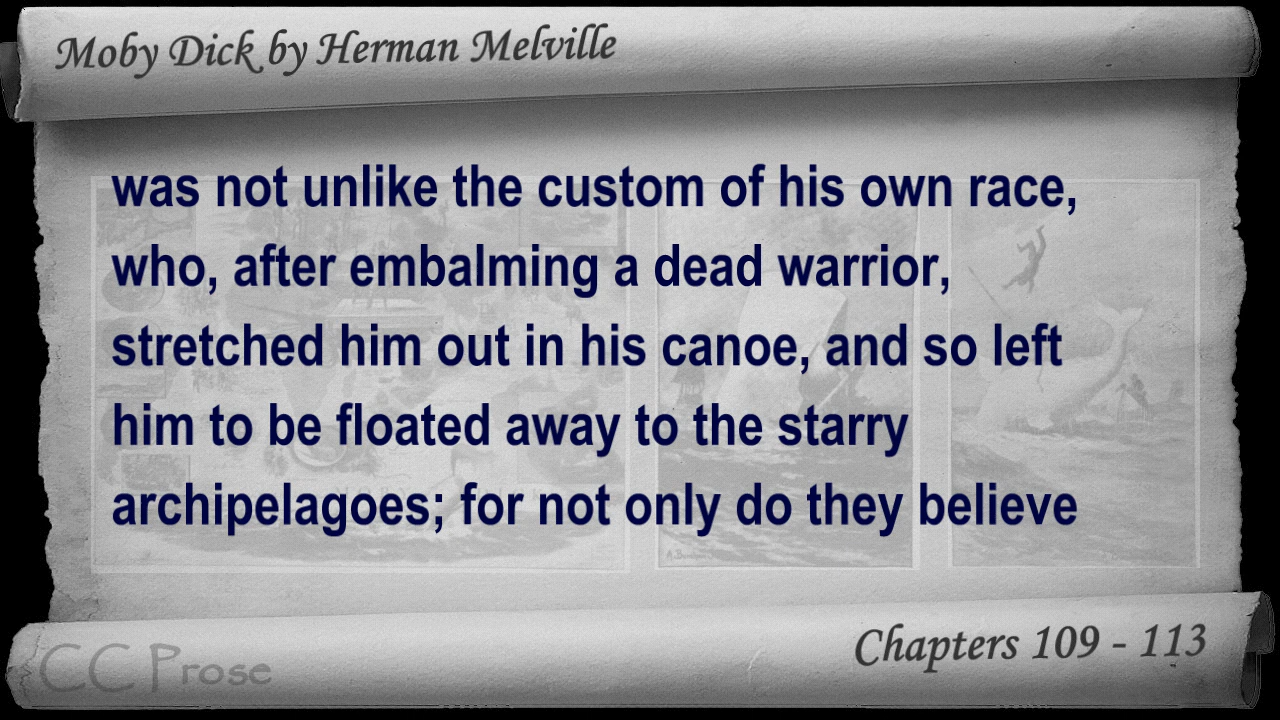 Moby Dick by Herman Melville
was not unlike the custom of his own race,
who, after embalming a dead warrior,
stretched him out in his canoe, and so left
him to be floated away to the starry
archipelagoes; for not only do they believe
Chapters 109 - 113
CC Prose